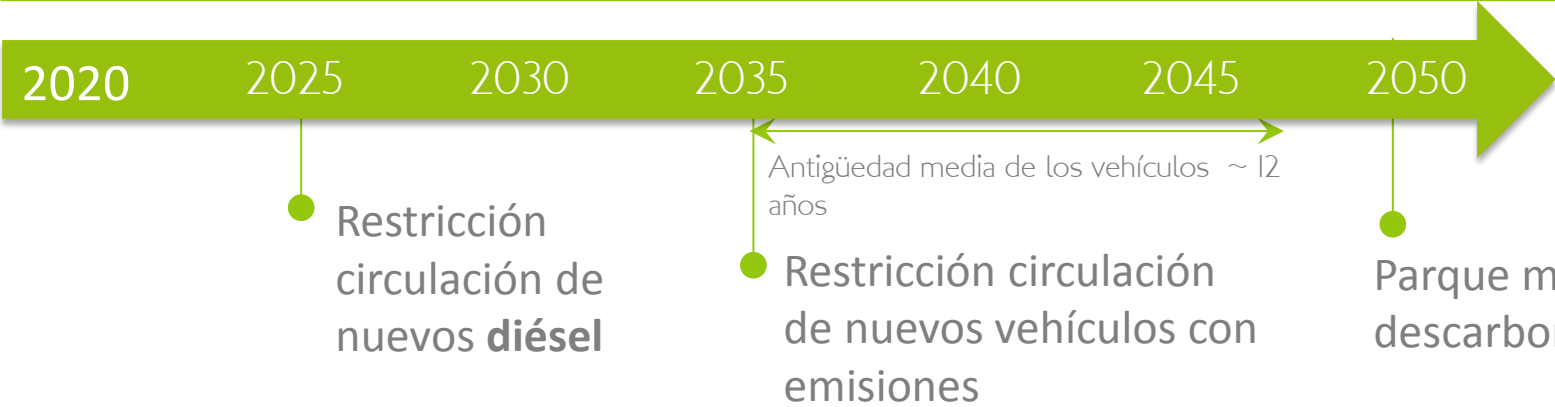 2020 2025 2030 2035 2040 2045 2050
Antigüedad media de los vehículos ~ 12
años
Restricción
circulación de
nuevos diésel
Restricción circulación
de nuevos vehículos con
emisiones
Parque